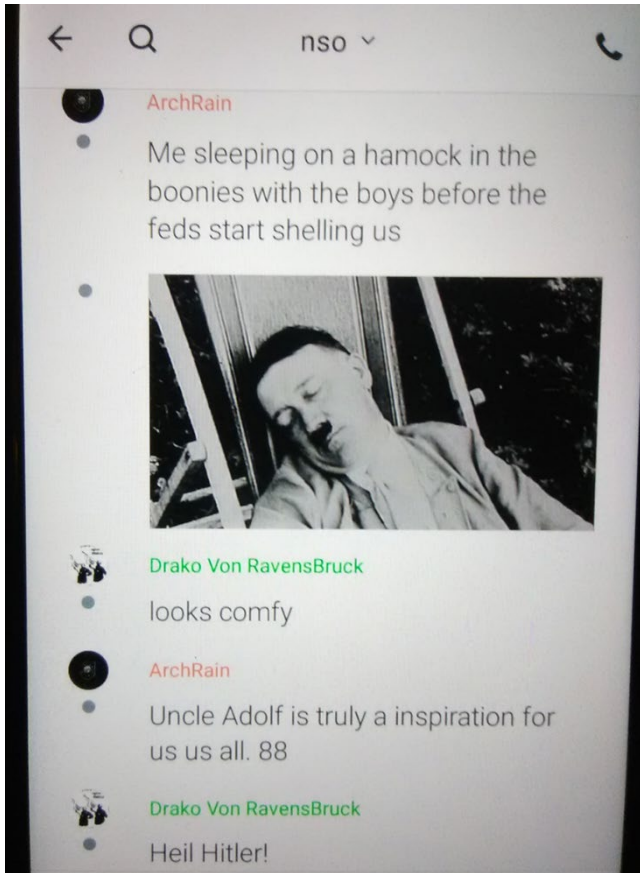 nso
ArchRain
Me sleeping on a hamock in the
boonies with the boys before the
feds start shelling us
Drako Von RavensBruck
looks comfy
ArchRain
Uncle Adolf is truly a inspiration for
us us all. 88
Drako Von RavensBruck
Heil Hitler!